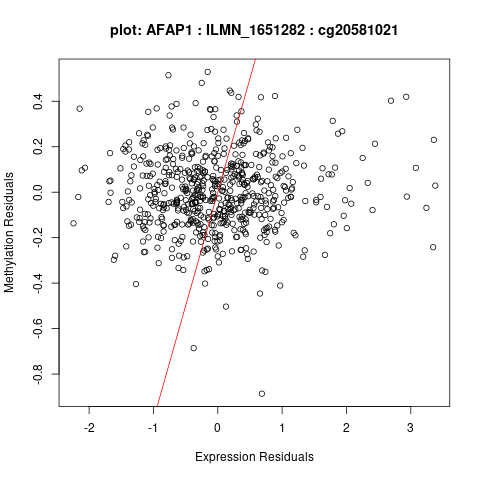 plot: AFAP1 : ILMN_1651282 : cg20581021
Methylation Residuals
0.4
0.2
0.0
-0.2
-0.4
-0.6
-0.8
-2 -1 0 1 2 3
Expression Residuals